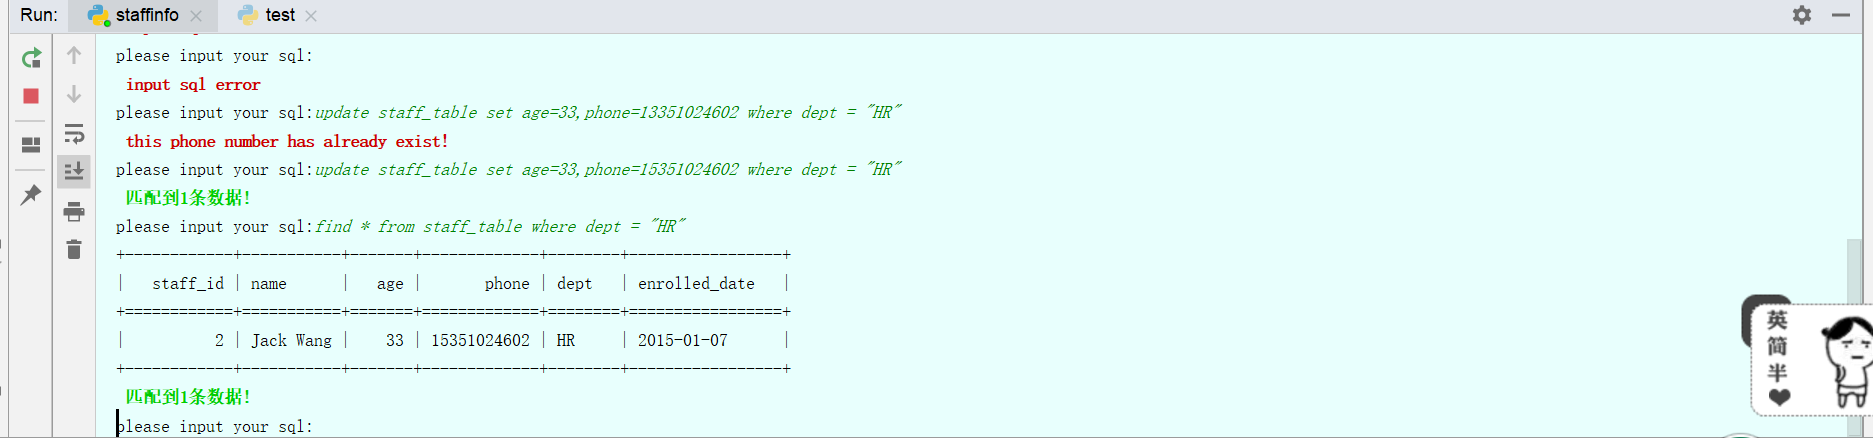 Run: staffinfo test
please input your sql:
input sql error
please input your sql:update staff_table set age=33,phone=13351024602 where dept = "HR"
this phone number has already exist!
please input your sql:update staff_table set age=33,phone=15351024602 where dept = "HR"
匹配到1条数据!
please input your sql:find * from staff_table where dept = "HR"
+------------+-----------+-------+-------------+--------+-----------------+
| staff_id | name | age | phone | dept | enrolled_date |
+============+===========+=======+=============+========+=================+
| 2 | Jack Wang | 33 | 15351024602 | HR | 2015-01-07 |
+------------+-----------+-------+-------------+--------+-----------------+
匹配到1条数据!
please input your sql:
英
简
半